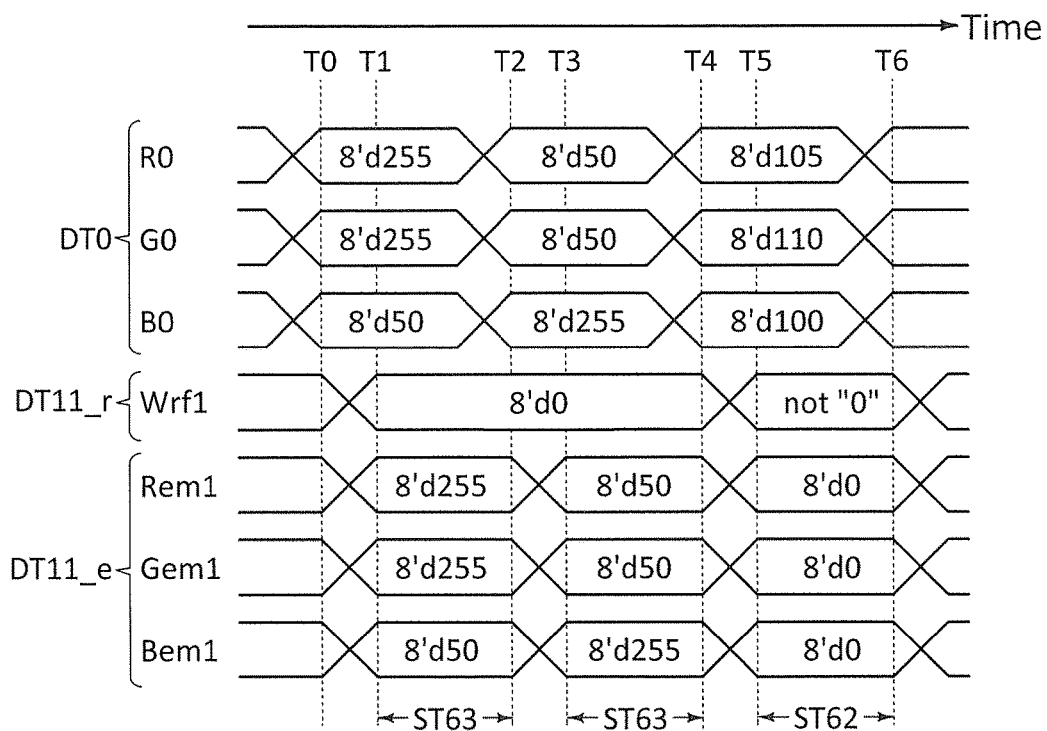 Time
T0 T1 T2 T3 T4 T5 T6
R0 8'd255 8'd50 8'd105
DT0 G0 8'd255 8'd50 8'd110
B0 8'd50 8'd255 8'd100
DT11_r Wrf1 8'd0 not "0"
Rem1 8'd255 8'd50 8'd0
DT11_e Gem1 8'd255 8'd50 8'd0
Bem1 8'd50 8'd255 8'd0
ST63 ST63 ST62